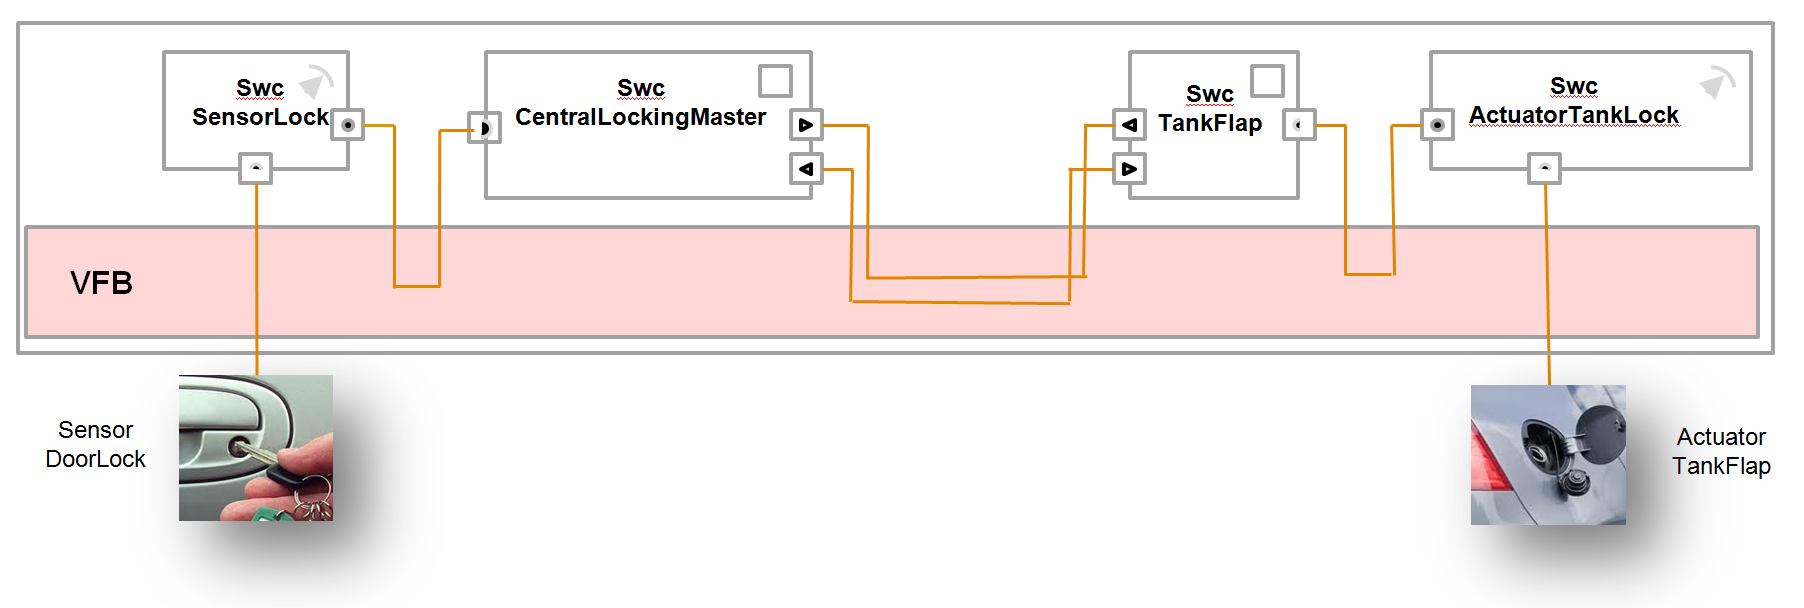 Swc
SensorLock
Swc
CentralLockingMaster
Swc
TankFlap
Swc
ActuatorTankLock
VFB
Sensor
DoorLock
Actuator
TankFlap